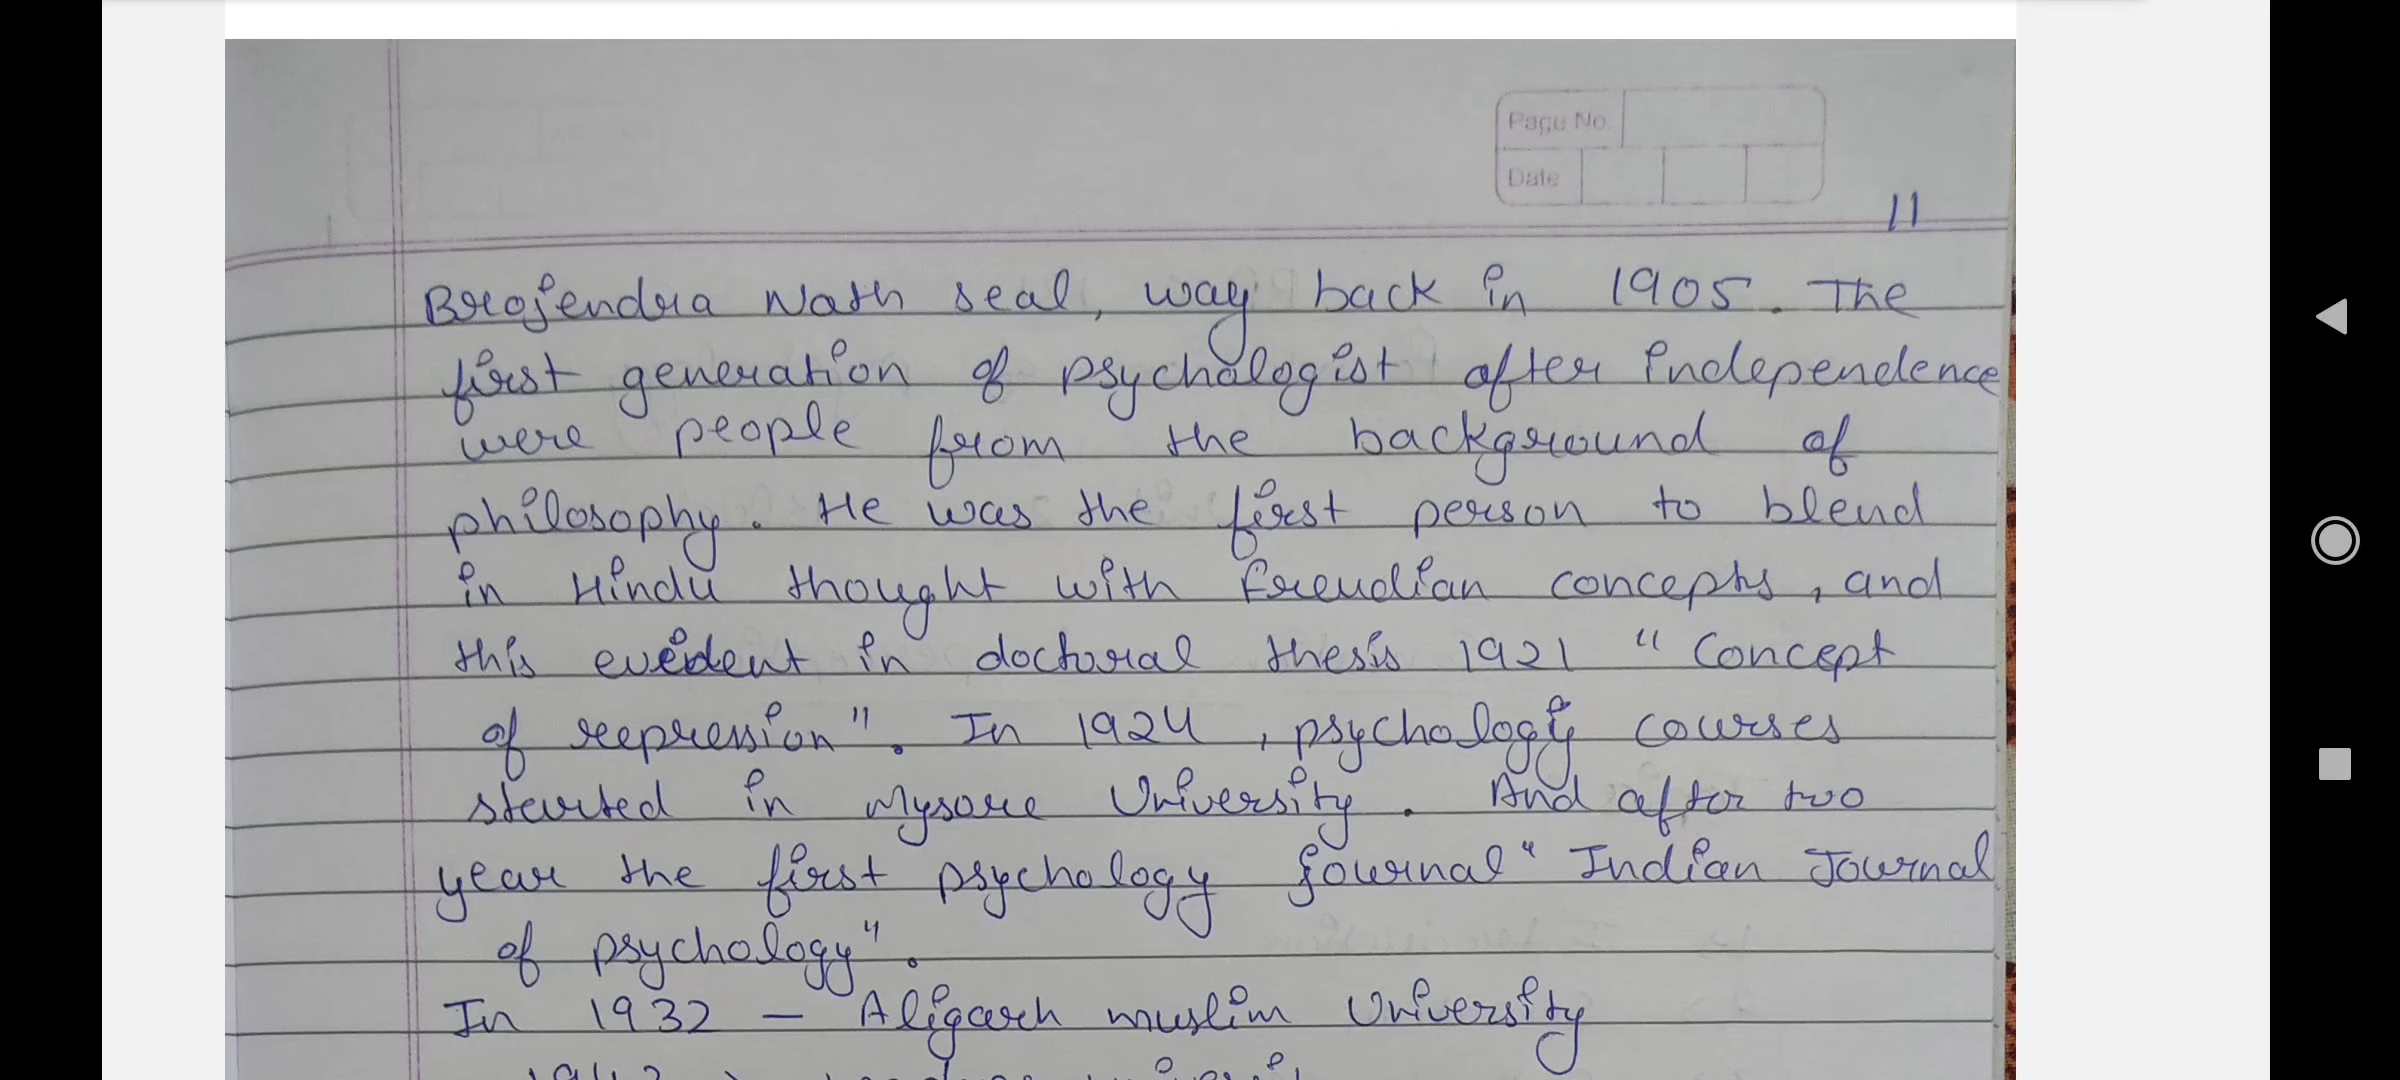 Page No.
Date
11
Brojendra Nath seal, way back in 1905. The
first generation of psychologist after independence
were people from the background of
philosophy. He was the first person to blend
in Hindu thought with freudian concepts, and
this evident in doctoral thesis 1921 "Concept
of repression". In 1924, psychology courses
started in Mysore University. And after two
year the first psychology journal "Indian Journal
of psychology".
In 1932 — Aligarh muslim University